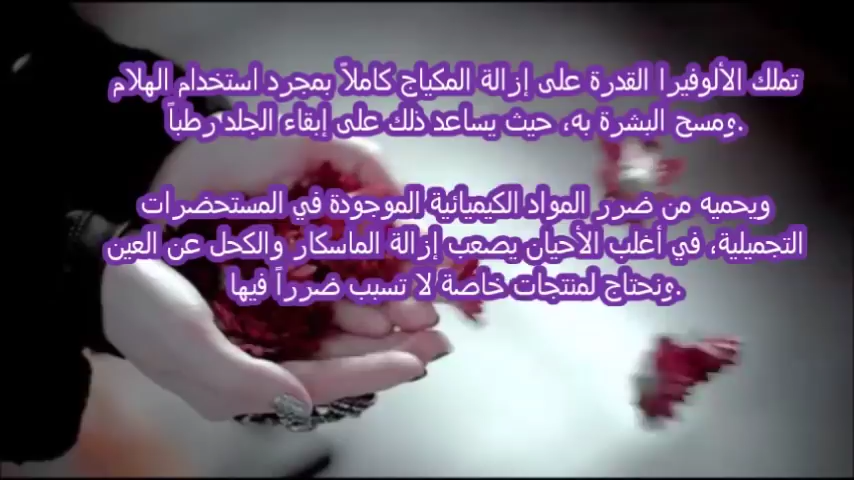 تملك الألوفيرا القدرة على إزالة المكياج كاملاً بمجرد استخدام الهلام
ومسح البشرة به، حيث يساعد ذلك على إبقاء الجلد رطباً.
ويحميه من ضرر المواد الكيميائية الموجودة في المستحضرات
التجميلية، في أغلب الأحيان يصعب إزالة الماسكار والكحل عن العين
ونحتاج لمنتجات خاصة لا تسبب ضرراً فيها.